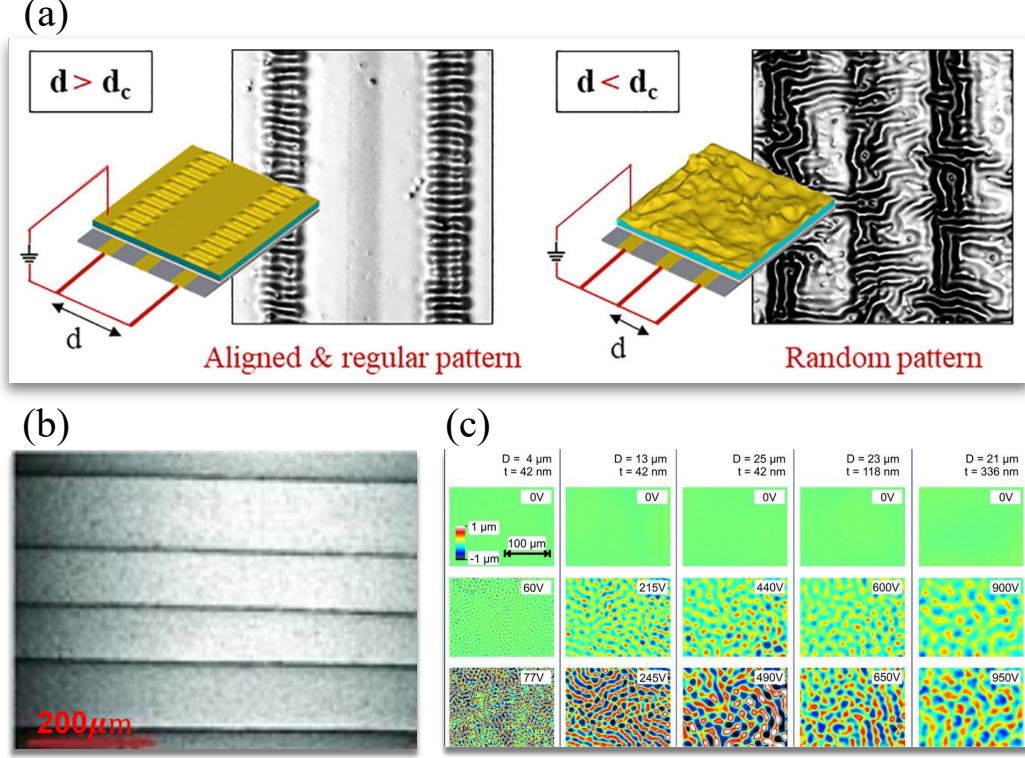 (a)
d > d_c
d < d_c
d
d
Aligned & regular pattern
Random pattern
(b)
200μm
(c)
D = 4 μm
t = 42 nm
D = 13 μm
t = 42 nm
D = 25 μm
t = 42 nm
D = 23 μm
t = 118 nm
D = 21 μm
t = 336 nm
0V
0V
0V
0V
0V
1 μm
-1 μm
100 μm
60V
215V
440V
600V
900V
77V
245V
490V
650V
950V